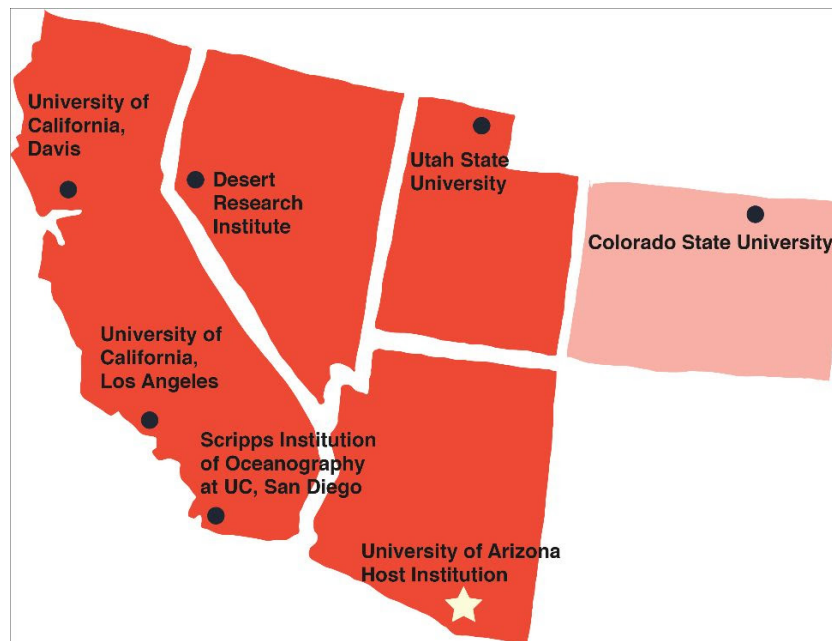 University of
California,
Davis
Desert
Research
Institute
Utah State
University
Colorado State University
University of
California,
Los Angeles
Scripps Institution
of Oceanography
at UC, San Diego
University of Arizona
Host Institution